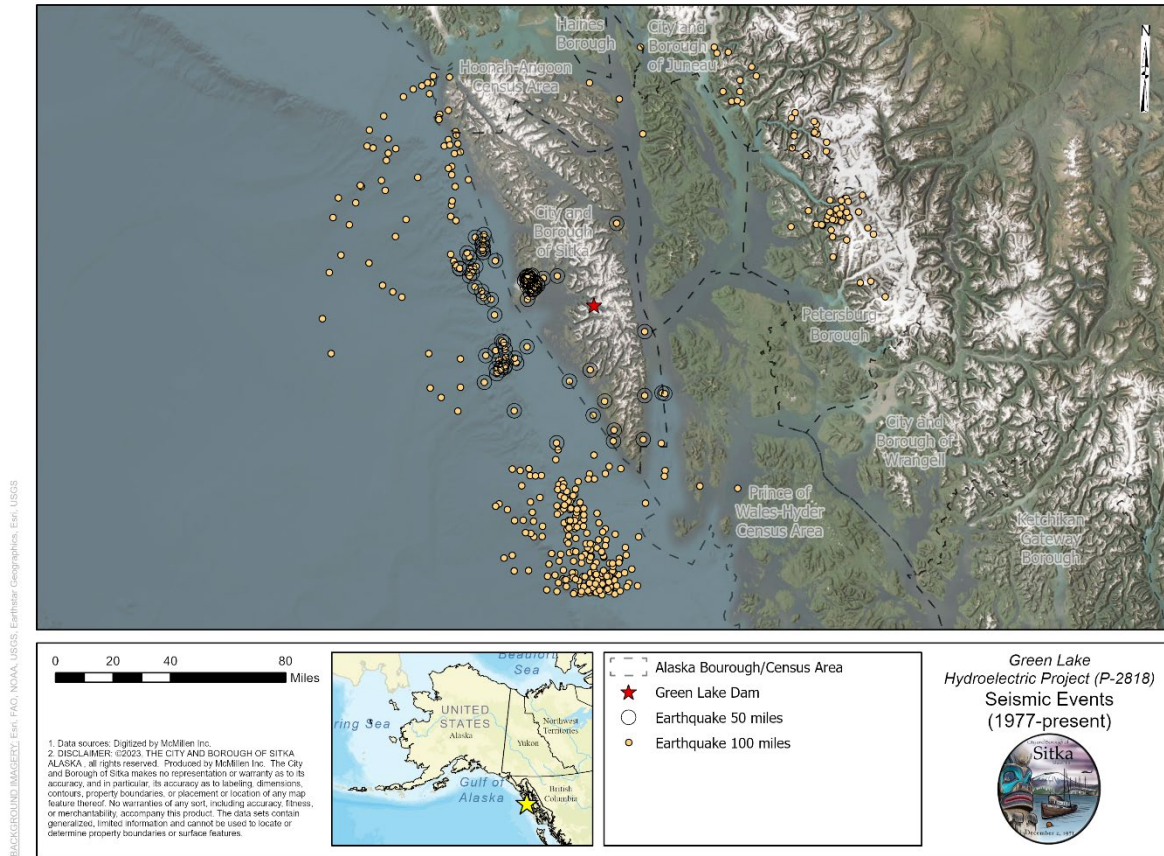 Haines
Borough
City and
Borough
of Juneau
Hoonah-Angoon
Census Area
N
City and
Borough
of Sitka
Petersburg
Borough
City and
Borough of
Wrangell
Prince of
Wales-Hyder
Census Area
Ketchikan
Gateway
Borough
BACKGROUND IMAGERY: Esri, FAO, NOAA, USGS, Earthstar Geographics, Esri, USGS
0 20 40 80
Miles
1. Data sources: Digitized by McMillen Inc.
2. DISCLAIMER: ©2023, THE CITY AND BOROUGH OF SITKA
ALASKA , all rights reserved. Produced by McMillen Inc. The City
and Borough of Sitka makes no representation or warranty as to its
accuracy, and in particular, its accuracy as to labeling, dimensions,
contours, property boundaries, or placement or location of any map
feature thereof. No warranties of any sort, including accuracy, fitness,
or merchantability, accompany this product. The data sets contain
generalized, limited information and cannot be used to locate or
determine property boundaries or surface features.
Beaufort
Sea
UNITED
STATES
Alaska
Yukon
Northwest
Territories
ring Sea
Gulf of
Alaska
British
Columbia
Alaska Bourough/Census Area
Green Lake Dam
Earthquake 50 miles
Earthquake 100 miles
Green Lake
Hydroelectric Project (P-2818)
Seismic Events
(1977-present)
City and Borough of
Sitka
December 2, 1971